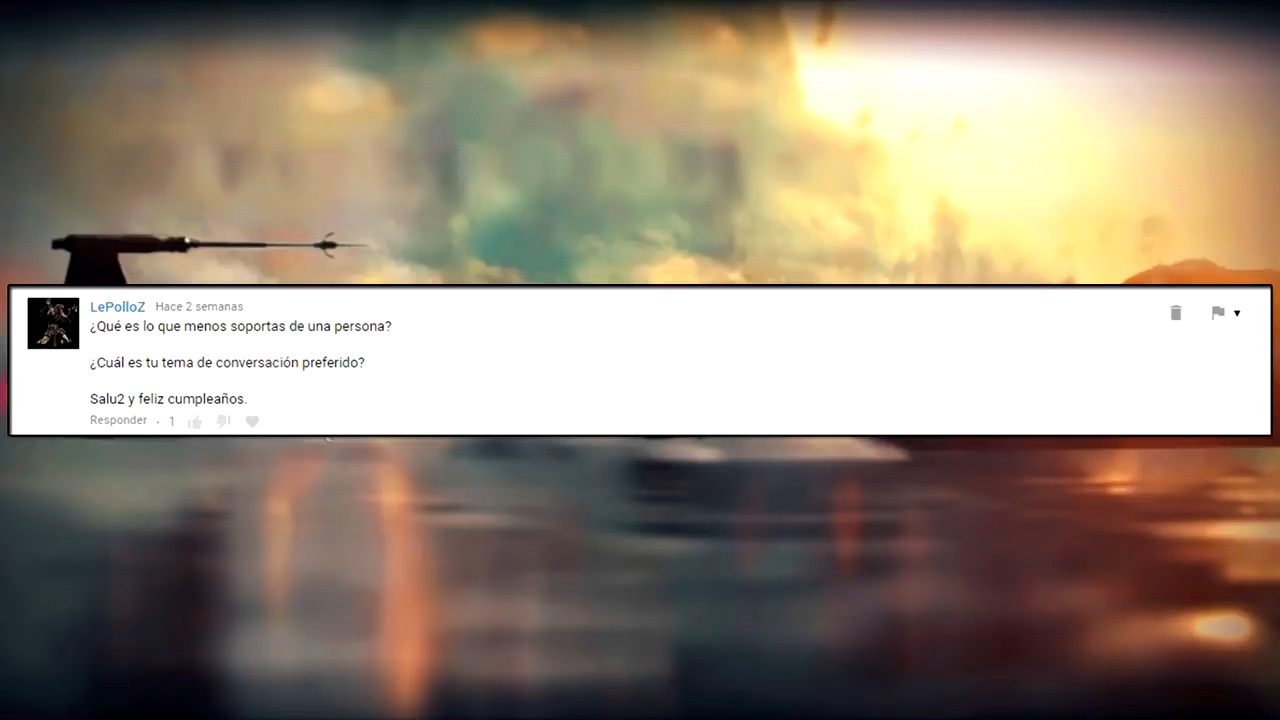 LePolloZ Hace 2 semanas
¿Qué es lo que menos soportas de una persona?
¿Cuál es tu tema de conversación preferido?
Salu2 y feliz cumpleaños.
Responder · 1